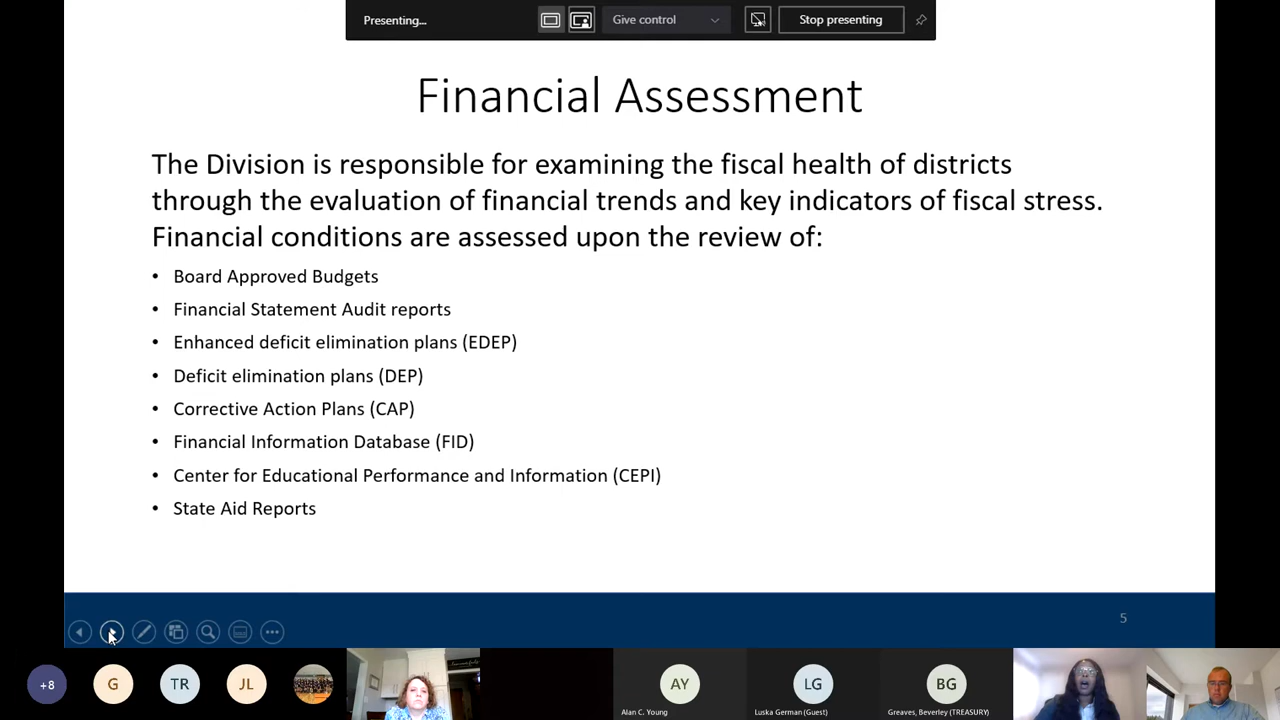 Presenting...
Give control
Stop presenting
Financial Assessment
The Division is responsible for examining the fiscal health of districts
through the evaluation of financial trends and key indicators of fiscal stress.
Financial conditions are assessed upon the review of:
• Board Approved Budgets
• Financial Statement Audit reports
• Enhanced deficit elimination plans (EDEP)
• Deficit elimination plans (DEP)
• Corrective Action Plans (CAP)
• Financial Information Database (FID)
• Center for Educational Performance and Information (CEPI)
• State Aid Reports
5
+8
G
TR
JL
AY
Alan C. Young
LG
Luska German (Guest)
BG
Greaves, Beverley (TREASURY)